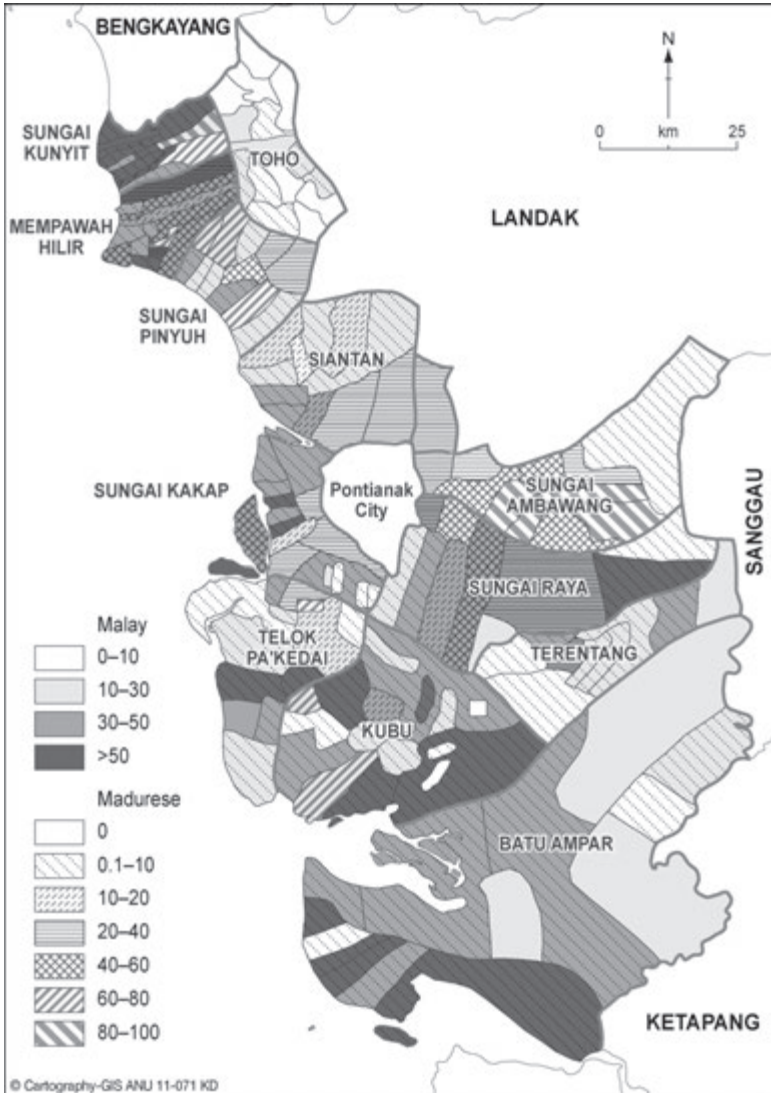 BENGKAYANG
N
SUNGAI
KUNYIT
TOHO
0 km 25
LANDAK
MEMPAWAH
HILIR
SUNGAI
PINYUH
SIANTAN
SUNGAI KAKAP
Pontianak
City
SUNGAI
AMBAWANG
SANGGAU
SUNGAI RAYA
TELOK
PA'KEDAI
TERENTANG
KUBU
BATU AMPAR
KETAPANG
Malay
0–10
10–30
30–50
>50
Madurese
0
0.1–10
10–20
20–40
40–60
60–80
80–100
© Cartography-GIS ANU 11-071 KD